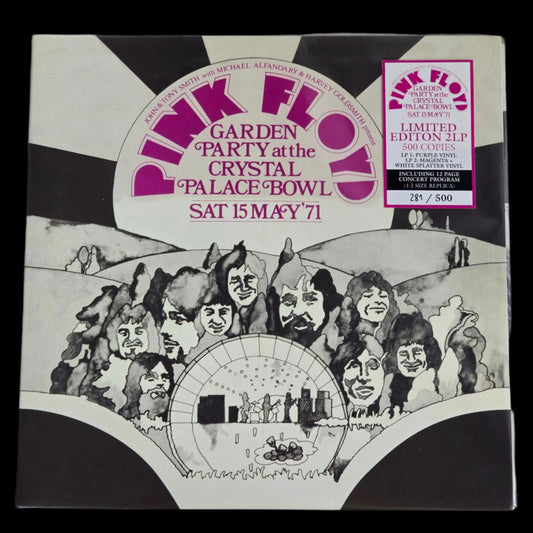 JOHN & TONY SMITH with MICHAEL ALFANDARY & HARVEY GOLDSMITH present
PINK FLOYD
GARDEN
PARTY at the
CRYSTAL
PALACE BOWL
SAT 15 MAY '71
PINK FLOYD
GARDEN
PARTY at the
CRYSTAL
PALACE BOWL
SAT 15 MAY '71
LIMITED
EDITON 2LP
500 COPIES
LP 1: PURPLE VINYL
LP 2: MAGENTA +
WHITE SPLATTER VINYL
INCLUDING 12 PAGE
CONCERT PROGRAM
(1:1 SIZE REPLICA)
281 / 500